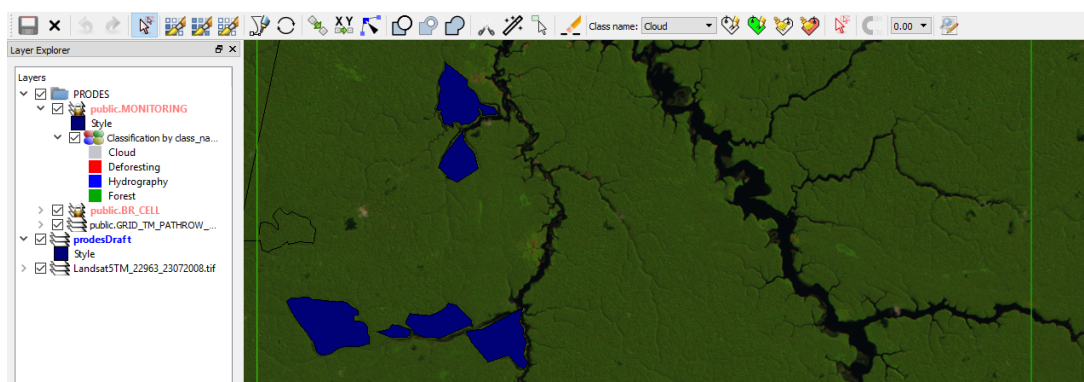 Class name: Cloud 0.00
Layer Explorer
Layers
PRODES
public.MONITORING
Style
Classification by class_na...
Cloud
Deforesting
Hydrography
Forest
public.BR_CELL
public.GRID_TM_PATHROW_...
prodesDraft
Style
Landsat5TM_22963_23072008.tif